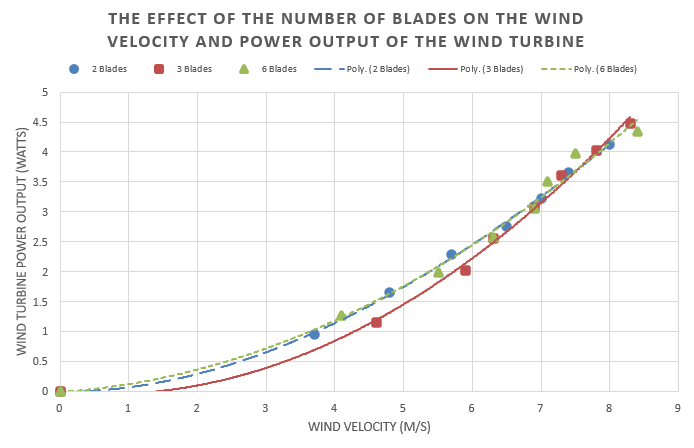 THE EFFECT OF THE NUMBER OF BLADES ON THE WIND
VELOCITY AND POWER OUTPUT OF THE WIND TURBINE
2 Blades 3 Blades 6 Blades Poly. (2 Blades) Poly. (3 Blades) Poly. (6 Blades)
5
4.5
4
3.5
3
2.5
2
1.5
1
0.5
0
WIND TURBINE POWER OUTPUT (WATTS)
0 1 2 3 4 5 6 7 8 9
WIND VELOCITY (M/S)